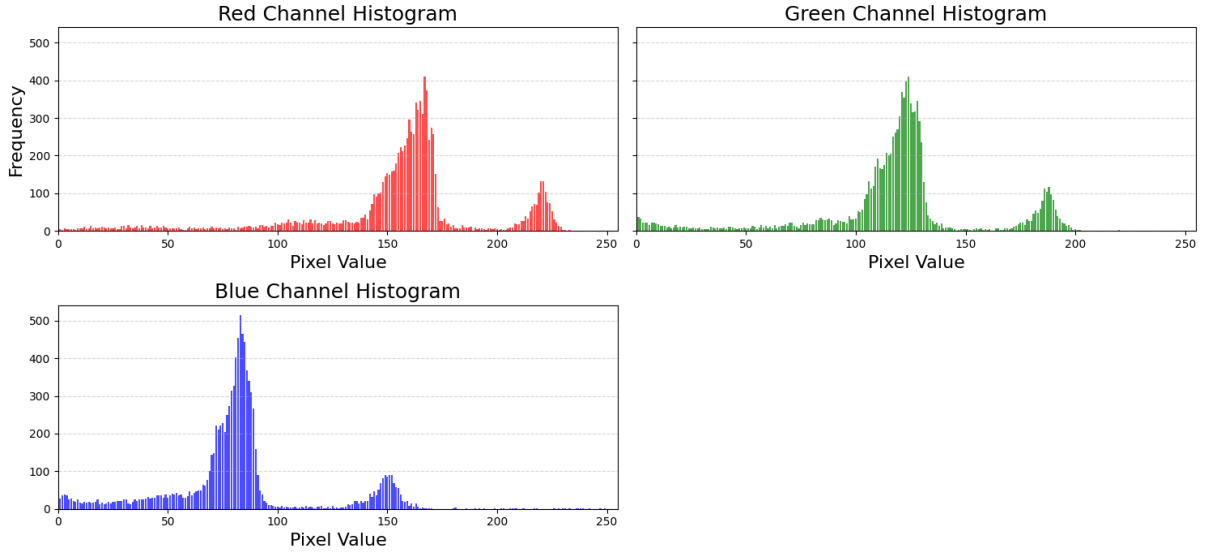 Red Channel Histogram
Frequency
500
400
300
200
100
0
0 50 100 150 200 250
Pixel Value
Green Channel Histogram
0 50 100 150 200 250
Pixel Value
Blue Channel Histogram
500
400
300
200
100
0
0 50 100 150 200 250
Pixel Value